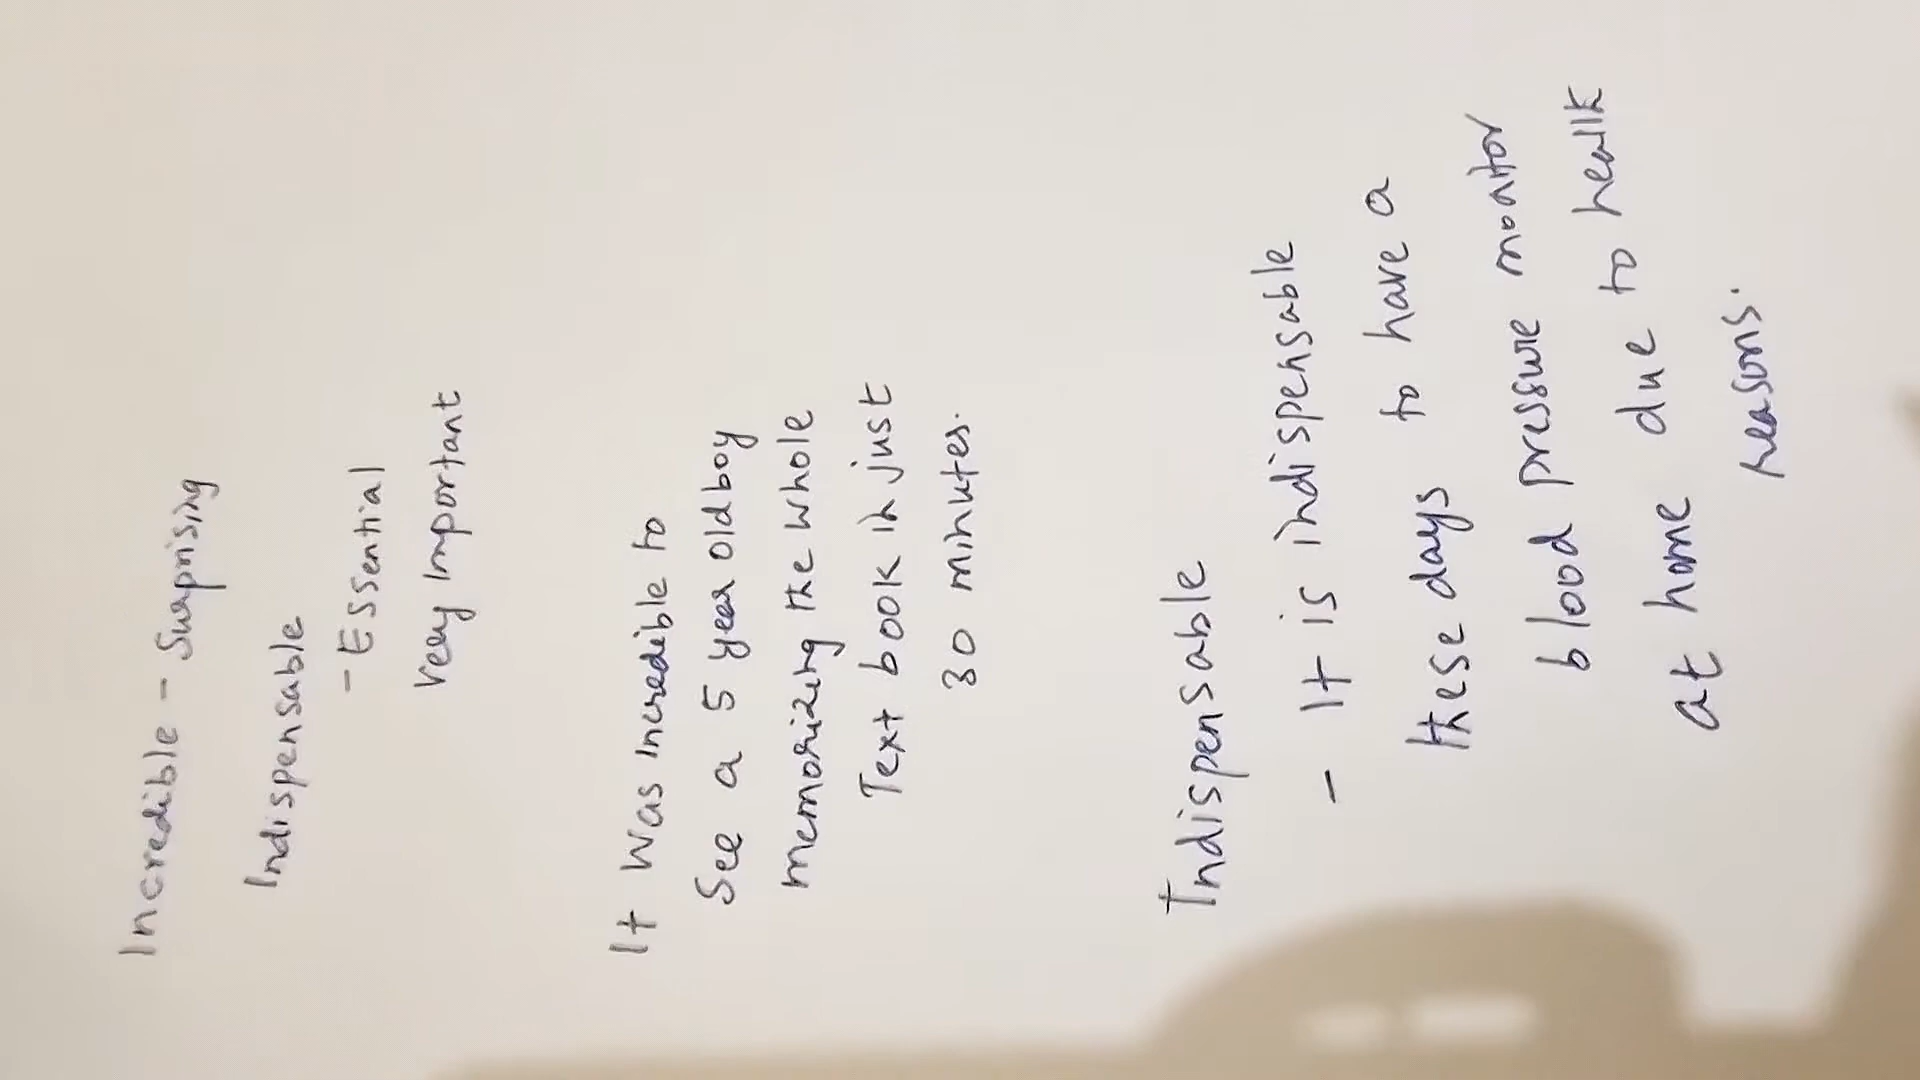 Incredible - Surprising
Indispensable
- Essential
Very Important
It was incredible to
see a 5 year old boy
memorizing the whole
Text book in just
30 minutes.
Indispensable
- It is indispensable
these days to have a
blood pressure monitor
at home due to health
reasons.